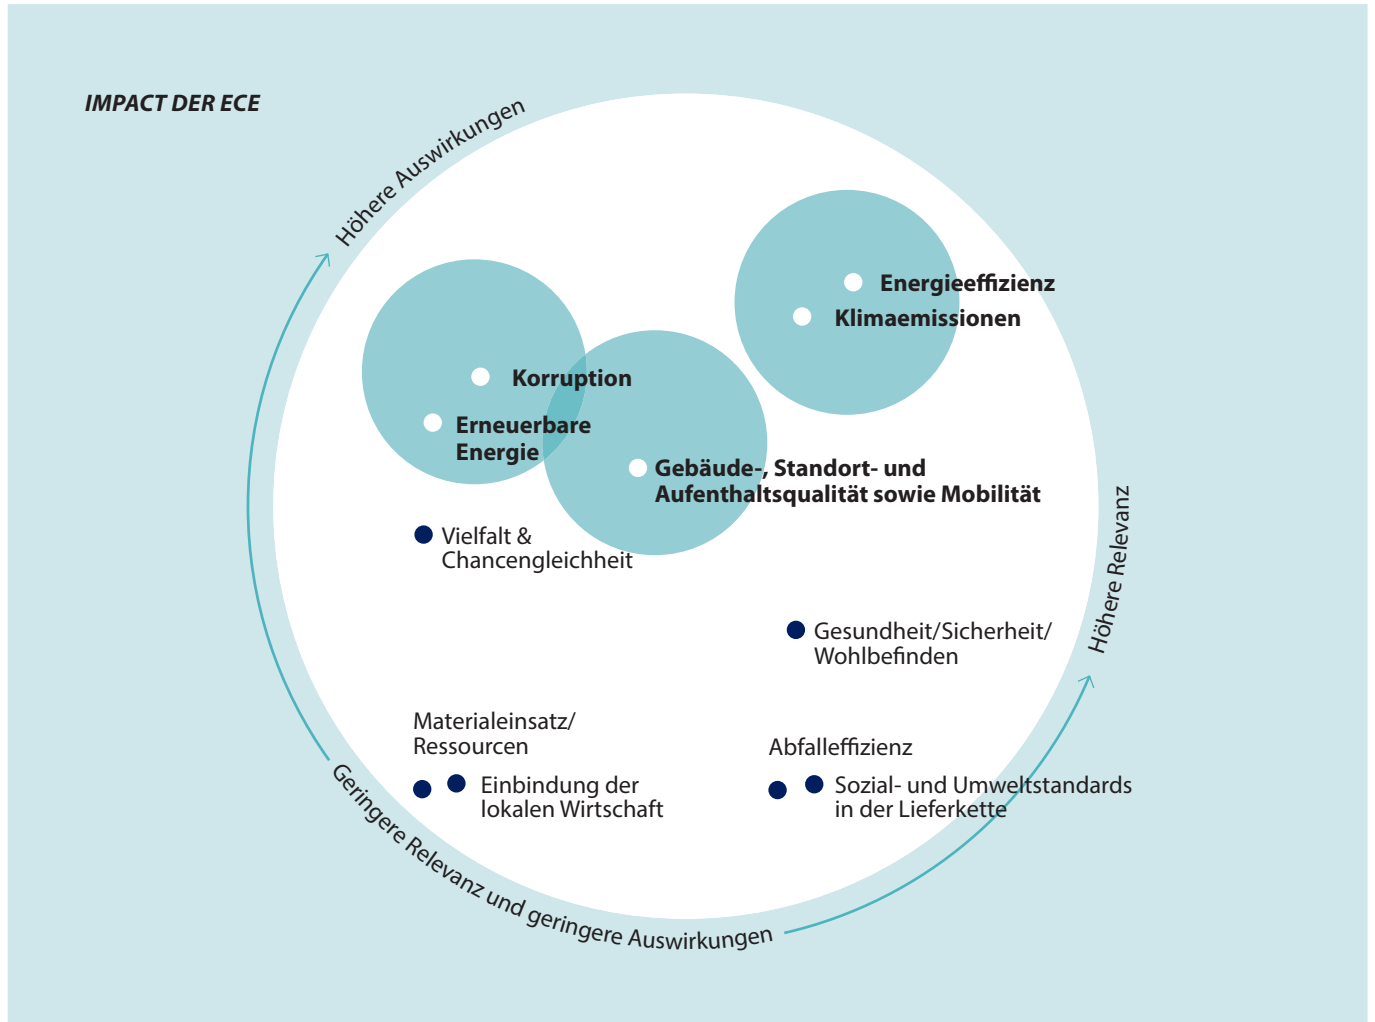 IMPACT DER ECE
Höhere Auswirkungen
Energieeffizienz
Klimaemissionen
Korruption
Erneuerbare
Energie
Gebäude-, Standort- und
Aufenthaltsqualität sowie Mobilität
Vielfalt &
Chancengleichheit
Höhere Relevanz
Gesundheit/Sicherheit/
Wohlbefinden
Materialeinsatz/
Ressourcen
Einbindung der
lokalen Wirtschaft
Abfalleffizienz
Sozial- und Umweltstandards
in der Lieferkette
Geringere Relevanz und geringere Auswirkungen